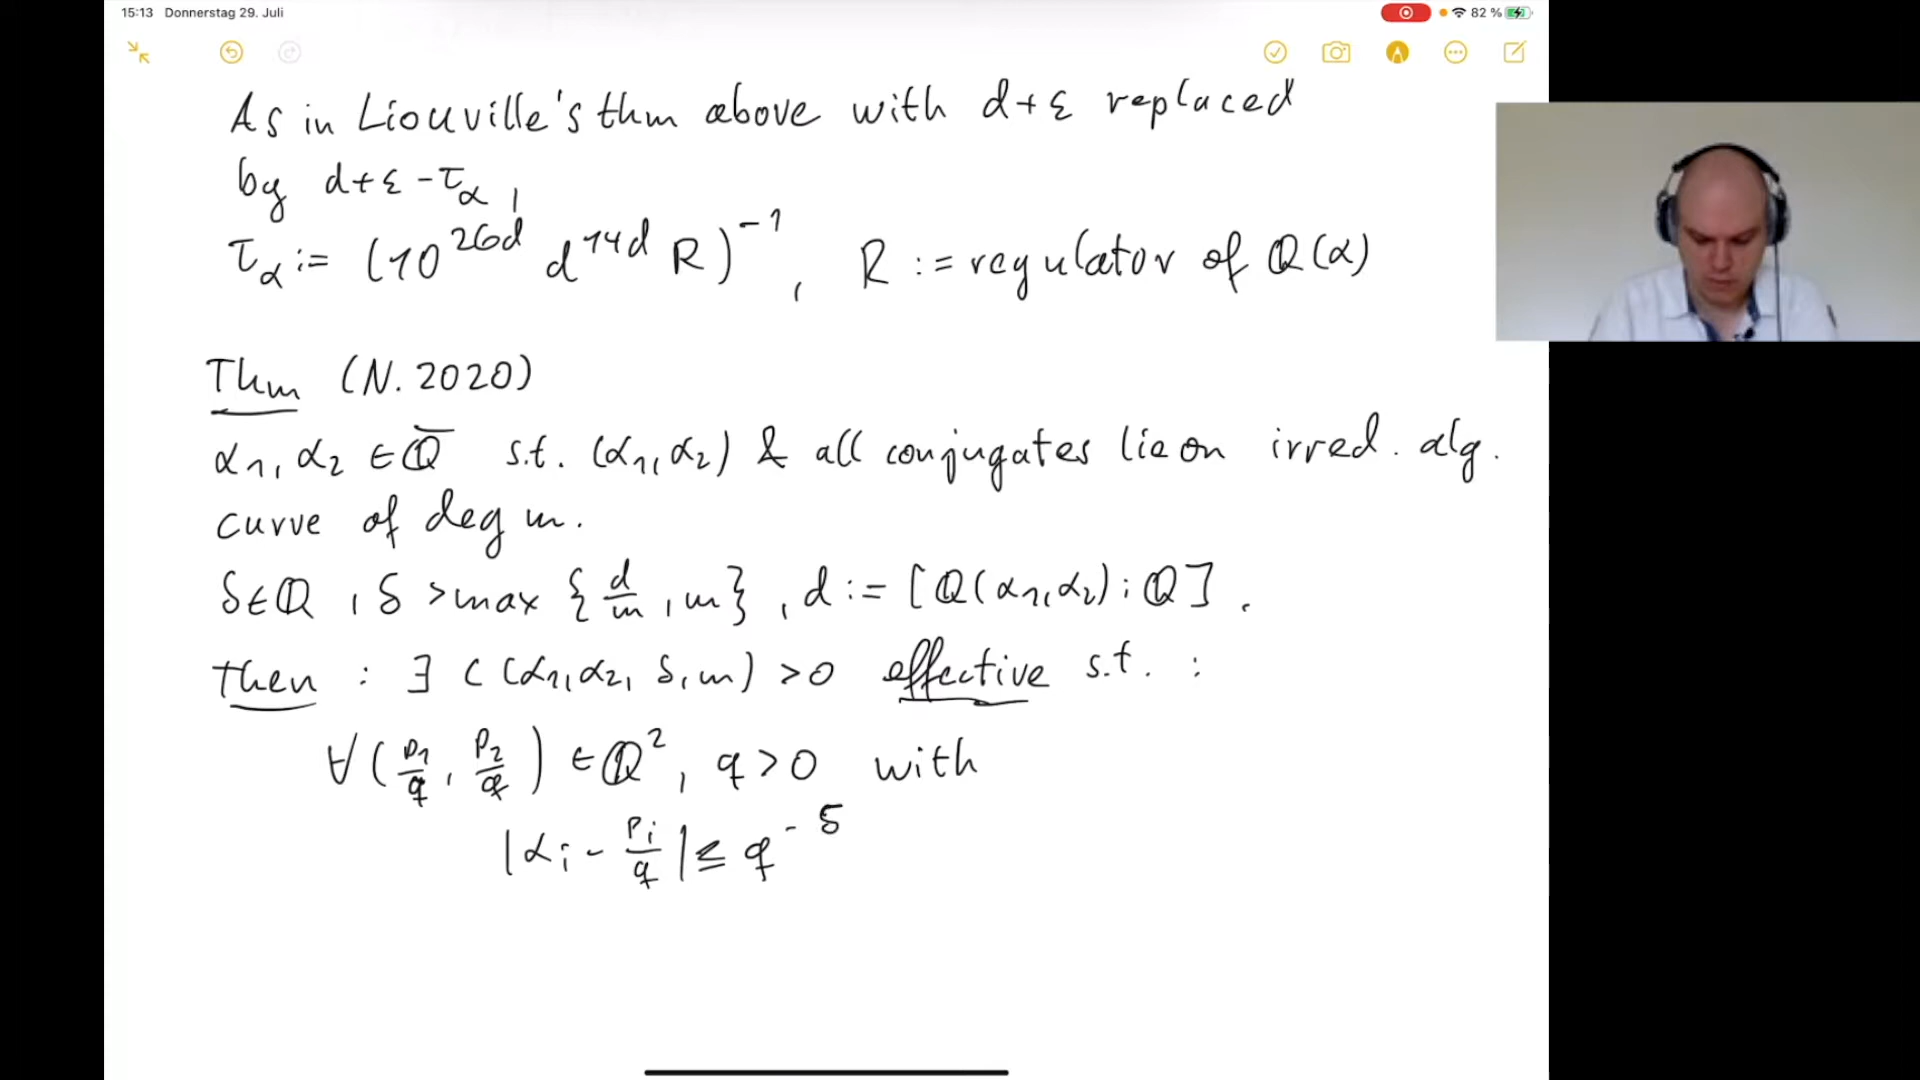 15:13 Donnerstag 29. Juli 82 %
As in Liouville's thm above with d+ε replaced
by d+ε-τ_α,
τ_α := (10^{26d} d^{14d} R)^{-1}, R := regulator of ℚ(α)
Thm (N. 2020)
α_1, α_2 ∈ ℚ̅ s.t. (α_1, α_2) & all conjugates lie on irred. alg.
curve of deg m.
δ ∈ ℚ, δ > max {d/m, m}, d := [ℚ(α_1, α_2) : ℚ].
Then : ∃ C(α_1, α_2, δ, m) > 0 effective s.t. :
∀ (p_1/q, p_2/q) ∈ ℚ^2, q > 0 with
|α_i - p_i/q| ≤ q^{-δ}